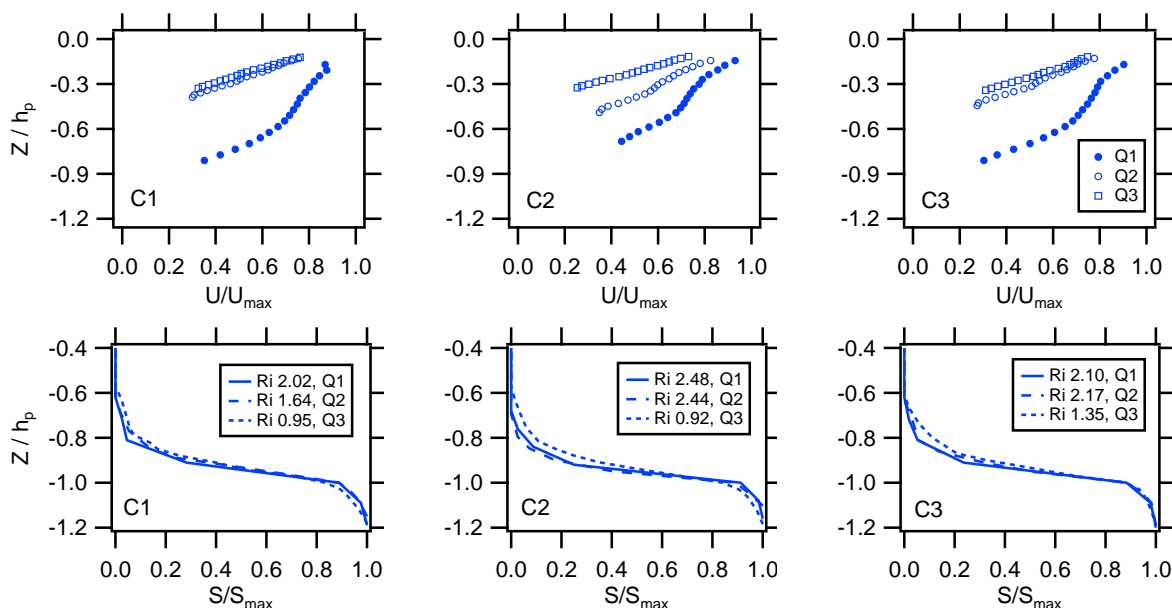 0.0
-0.3
-0.6
-0.9
-1.2
Z / hp
C1
0.0 0.2 0.4 0.6 0.8 1.0
U/Umax
0.0
-0.3
-0.6
-0.9
-1.2
C2
0.0 0.2 0.4 0.6 0.8 1.0
U/Umax
0.0
-0.3
-0.6
-0.9
-1.2
C3
Q1
Q2
Q3
0.0 0.2 0.4 0.6 0.8 1.0
U/Umax
-0.4
-0.6
-0.8
-1.0
-1.2
Z / hp
Ri 2.02, Q1
Ri 1.64, Q2
Ri 0.95, Q3
C1
0.0 0.2 0.4 0.6 0.8 1.0
S/Smax
-0.4
-0.6
-0.8
-1.0
-1.2
Ri 2.48, Q1
Ri 2.44, Q2
Ri 0.92, Q3
C2
0.0 0.2 0.4 0.6 0.8 1.0
S/Smax
-0.4
-0.6
-0.8
-1.0
-1.2
Ri 2.10, Q1
Ri 2.17, Q2
Ri 1.35, Q3
C3
0.0 0.2 0.4 0.6 0.8 1.0
S/Smax